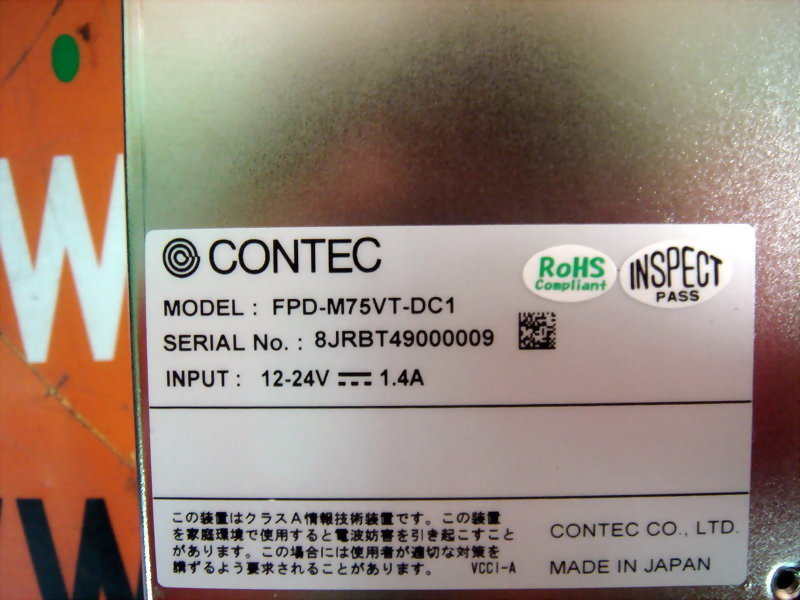 W
CONTEC
RoHS
Compliant
INSPECT
PASS
MODEL : FPD-M75VT-DC1
SERIAL No. : 8JRBT49000009
INPUT : 12-24V ⎓ 1.4A
この装置はクラスA情報技術装置です。この装置
を家庭環境で使用すると電波妨害を引き起こすこと
があります。この場合には使用者が適切な対策を
講ずるよう要求されることがあります。 VCCI-A
CONTEC CO., LTD.
MADE IN JAPAN
W